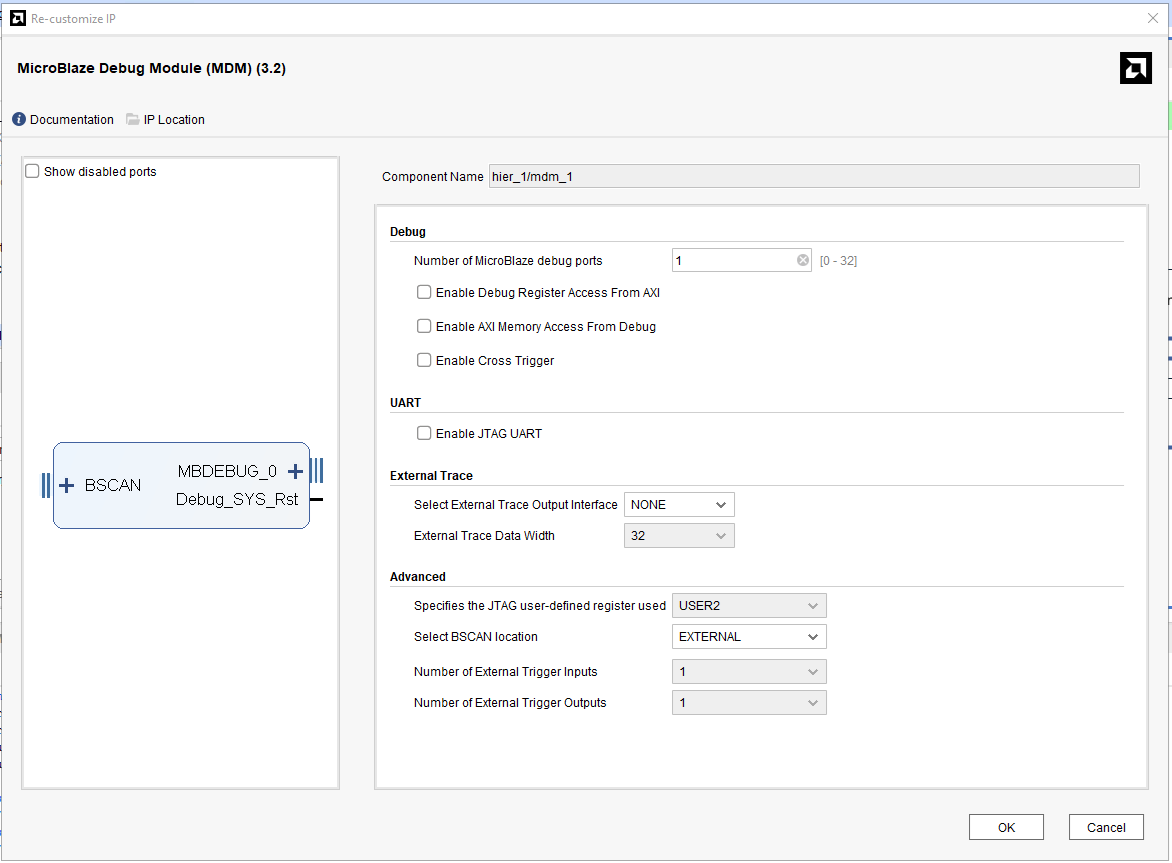 Re-customize IP
MicroBlaze Debug Module (MDM) (3.2)
Documentation IP Location
Show disabled ports
BSCAN
MBDEBUG_0
Debug_SYS_Rst
Component Name hier_1/mdm_1
Debug
Number of MicroBlaze debug ports 1 [0 - 32]
Enable Debug Register Access From AXI
Enable AXI Memory Access From Debug
Enable Cross Trigger
UART
Enable JTAG UART
External Trace
Select External Trace Output Interface NONE
External Trace Data Width 32
Advanced
Specifies the JTAG user-defined register used USER2
Select BSCAN location EXTERNAL
Number of External Trigger Inputs 1
Number of External Trigger Outputs 1
OK Cancel